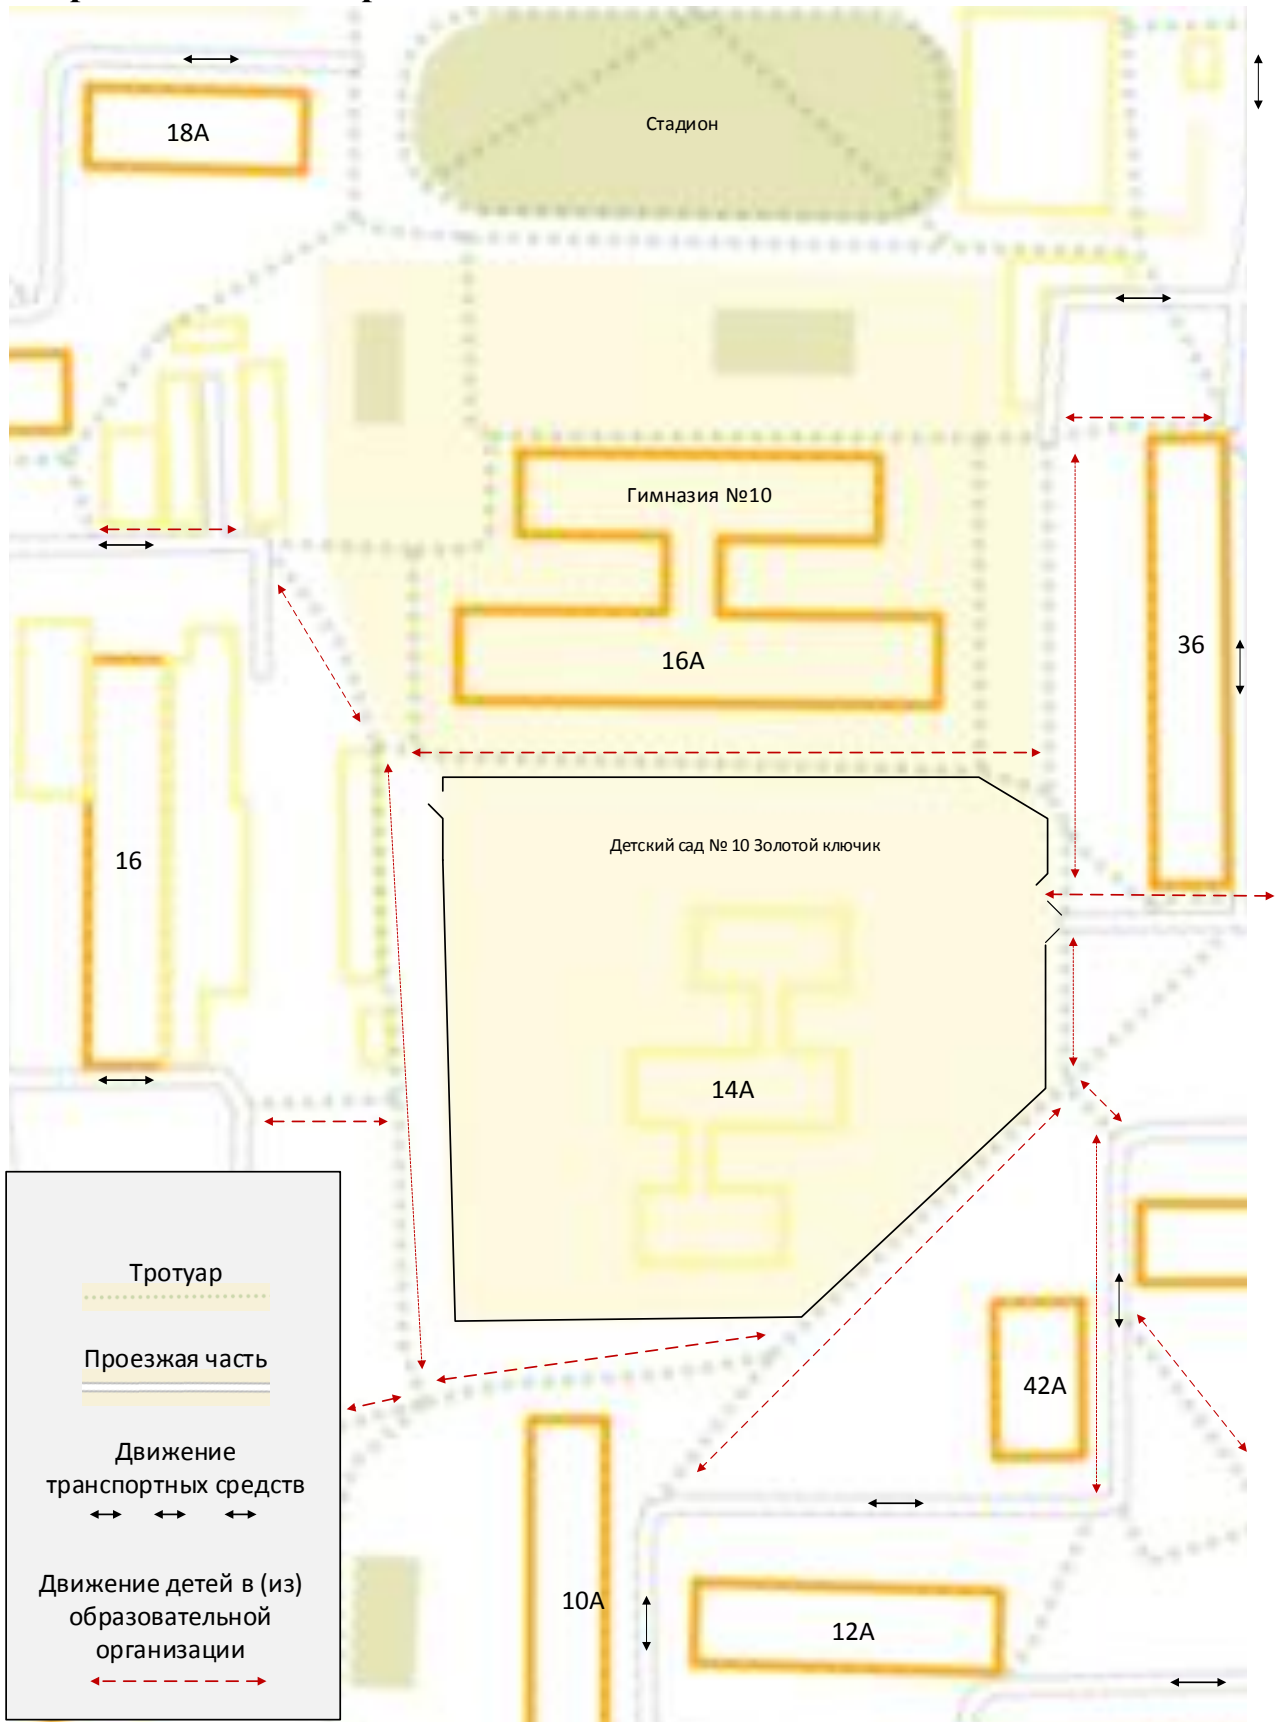 18А
Стадион
Гимназия №10
16А
36
Детский сад № 10 Золотой ключик
16
14А
Тротуар
Проезжая часть
42А
Движение
транспортных средств
Движение детей в (из)
образовательной
организации
10А
12А